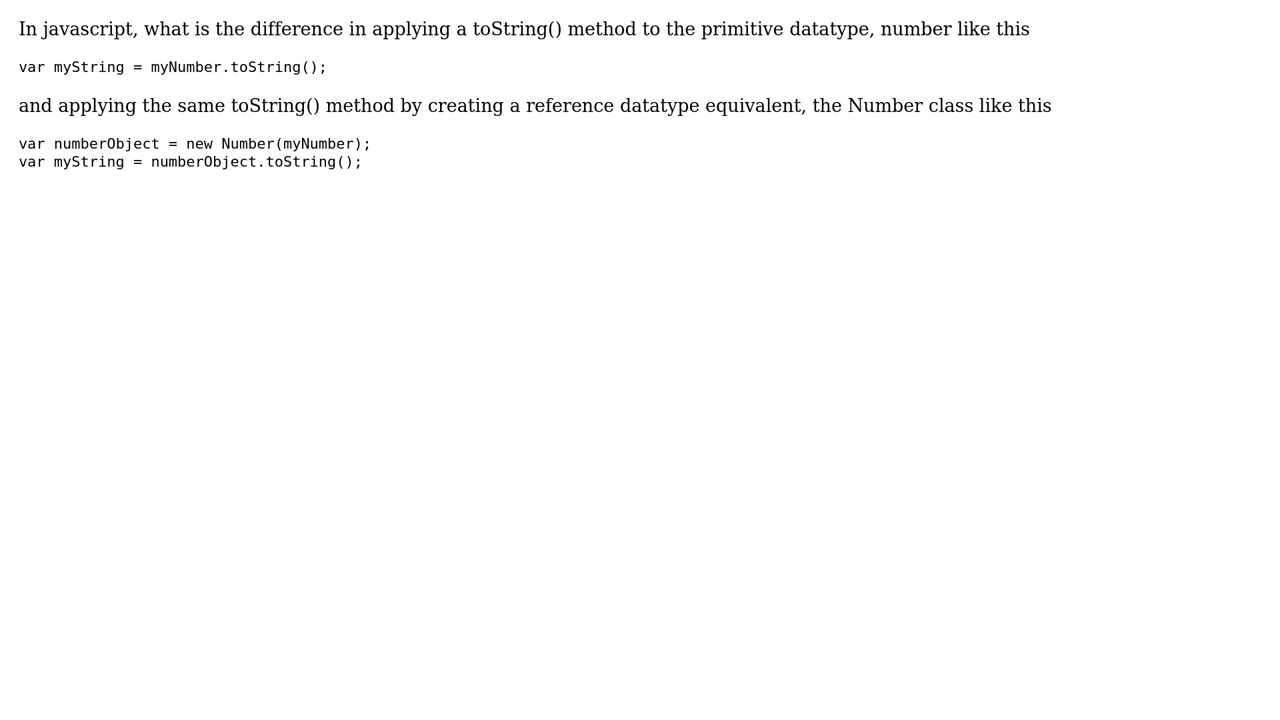 In javascript, what is the difference in applying a toString() method to the primitive datatype, number like this
var myString = myNumber.toString();
and applying the same toString() method by creating a reference datatype equivalent, the Number class like this
var numberObject = new Number(myNumber);
var myString = numberObject.toString();